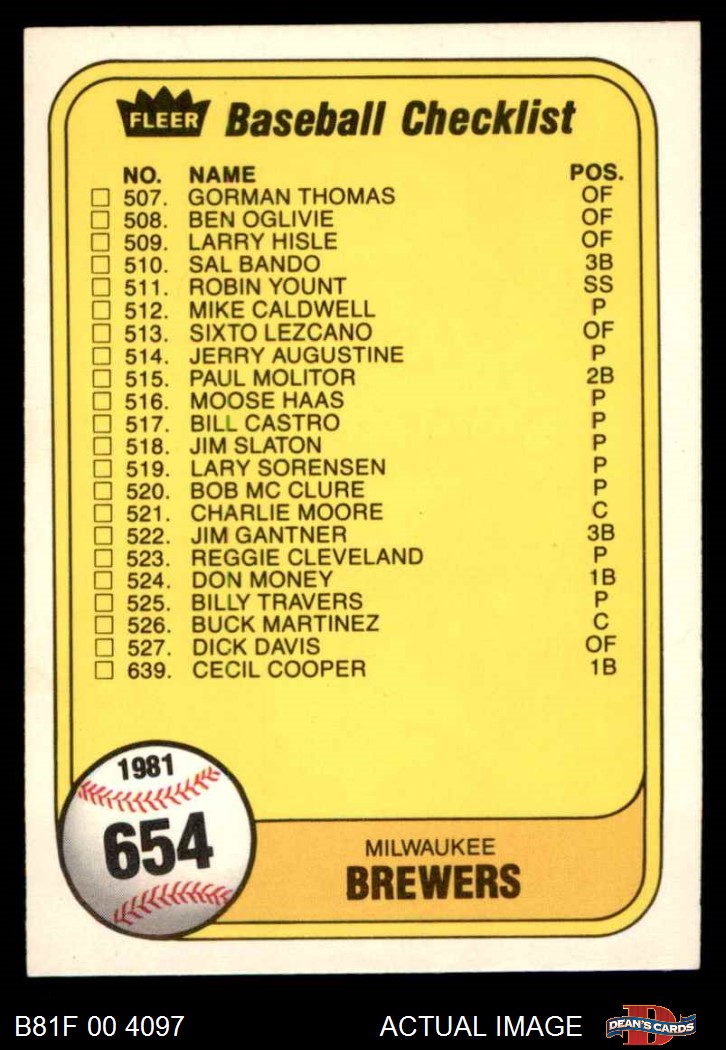 FLEER Baseball Checklist
NO. NAME POS.
507. GORMAN THOMAS OF
508. BEN OGLIVIE OF
509. LARRY HISLE OF
510. SAL BANDO 3B
511. ROBIN YOUNT SS
512. MIKE CALDWELL P
513. SIXTO LEZCANO OF
514. JERRY AUGUSTINE P
515. PAUL MOLITOR 2B
516. MOOSE HAAS P
517. BILL CASTRO P
518. JIM SLATON P
519. LARY SORENSEN P
520. BOB MC CLURE P
521. CHARLIE MOORE C
522. JIM GANTNER 3B
523. REGGIE CLEVELAND P
524. DON MONEY 1B
525. BILLY TRAVERS P
526. BUCK MARTINEZ C
527. DICK DAVIS OF
639. CECIL COOPER 1B
1981
654
MILWAUKEE
BREWERS
B81F 00 4097 ACTUAL IMAGE D DEAN'S CARDS